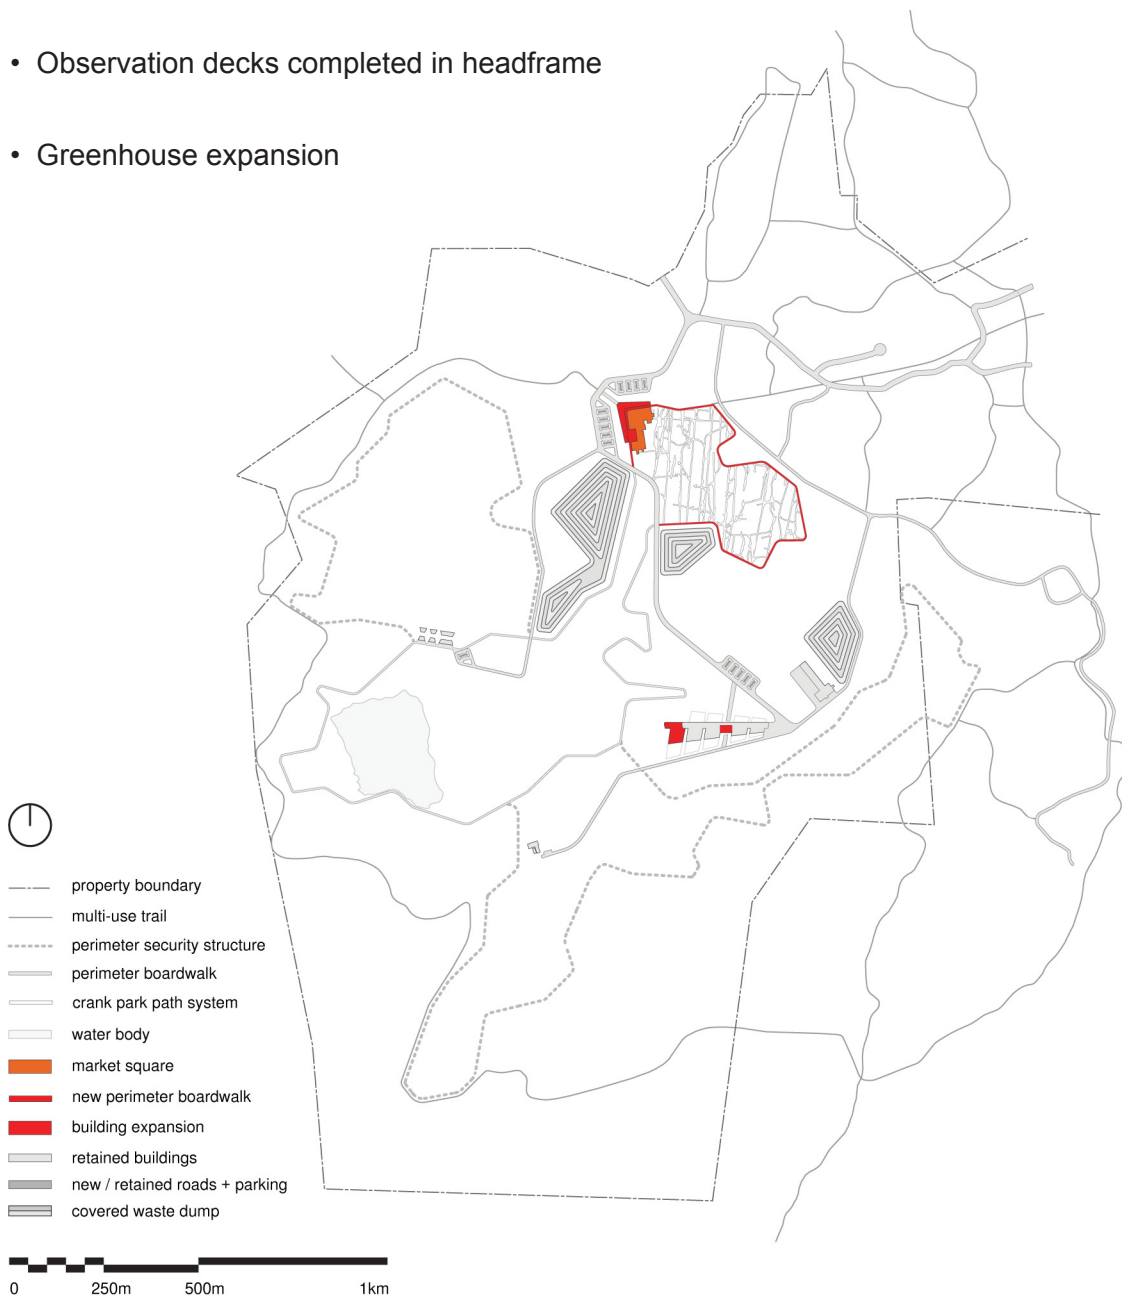 • Observation decks completed in headframe
• Greenhouse expansion
property boundary
multi-use trail
perimeter security structure
perimeter boardwalk
crank park path system
water body
market square
new perimeter boardwalk
building expansion
retained buildings
new / retained roads + parking
covered waste dump
0 250m 500m 1km